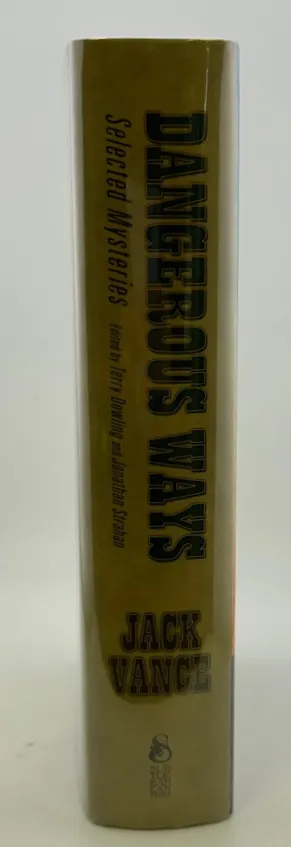 DANGEROUS WAYS
Selected Mysteries
Edited by Terry Dowling and Jonathan Strahan
JACK
VANCE